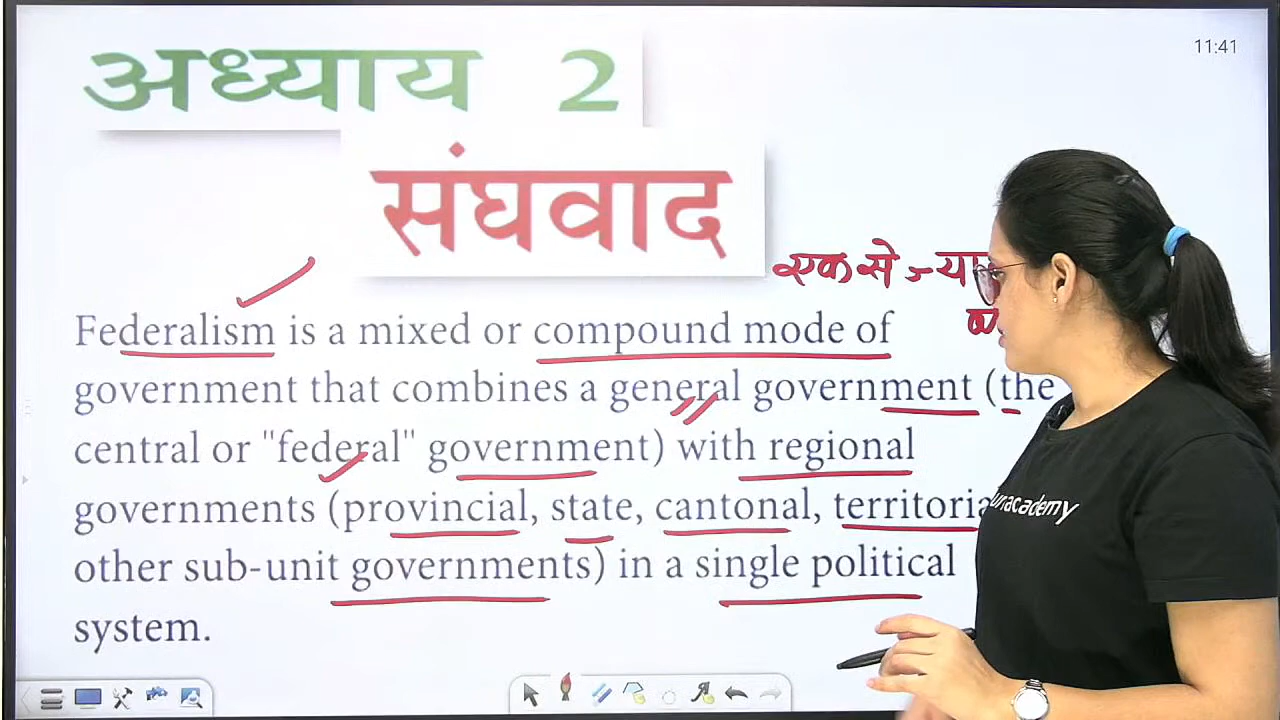 अध्याय 2
11:41
संघवाद
एक से ज्या
Federalism is a mixed or compound mode of
government that combines a general government (the
central or "federal" government) with regional
governments (provincial, state, cantonal,
other sub-unit governments) in a single political
system.
unacademy